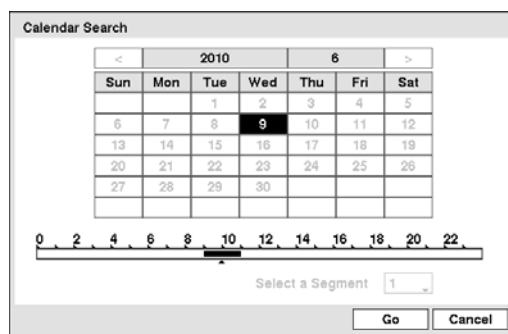 Calendar Search
< 2010 6 >
Sun Mon Tue Wed Thu Fri Sat
1 2 3 4 5
6 7 8 9 10 11 12
13 14 15 16 17 18 19
20 21 22 23 24 25 26
27 28 29 30
0 2 4 6 8 10 12 14 16 18 20 22
Select a Segment 1
Go Cancel